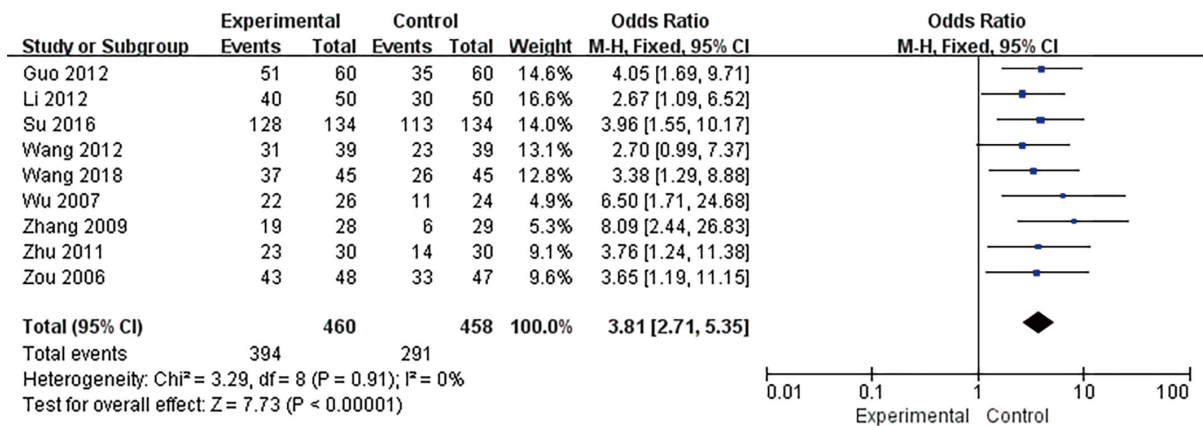 Experimental Control Odds Ratio Odds Ratio
Study or Subgroup Events Total Events Total Weight M-H, Fixed, 95% CI M-H, Fixed, 95% CI
Guo 2012 51 60 35 60 14.6% 4.05 [1.69, 9.71]
Li 2012 40 50 30 50 16.6% 2.67 [1.09, 6.52]
Su 2016 128 134 113 134 14.0% 3.96 [1.55, 10.17]
Wang 2012 31 39 23 39 13.1% 2.70 [0.99, 7.37]
Wang 2018 37 45 26 45 12.8% 3.38 [1.29, 8.88]
Wu 2007 22 26 11 24 4.9% 6.50 [1.71, 24.68]
Zhang 2009 19 28 6 29 5.3% 8.09 [2.44, 26.83]
Zhu 2011 23 30 14 30 9.1% 3.76 [1.24, 11.38]
Zou 2006 43 48 33 47 9.6% 3.65 [1.19, 11.15]
Total (95% CI) 460 458 100.0% 3.81 [2.71, 5.35]
Total events 394 291
Heterogeneity: Chi² = 3.29, df = 8 (P = 0.91); I² = 0%
Test for overall effect: Z = 7.73 (P < 0.00001)
0.01 0.1 1 10 100
Experimental Control